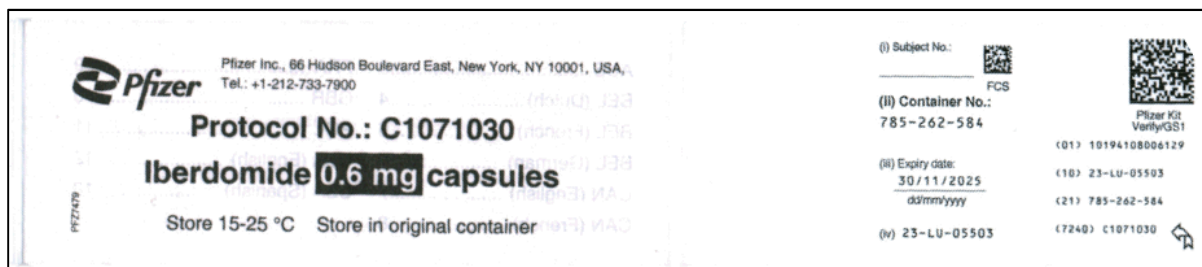 Pfizer
Pfizer Inc., 66 Hudson Boulevard East, New York, NY 10001, USA,
Tel.: +1-212-733-7900
Protocol No.: C1071030
Iberdomide 0.6 mg capsules
Store 15-25 °C Store in original container
PFZ7479
(i) Subject No.:
FCS
(ii) Container No.:
785-262-584
(iii) Expiry date:
30/11/2025
dd/mm/yyyy
(iv) 23-LU-05503
Pfizer Kit
Verify/GS1
(01) 10194108006129
(10) 23-LU-05503
(21) 785-262-584
(7240) C1071030